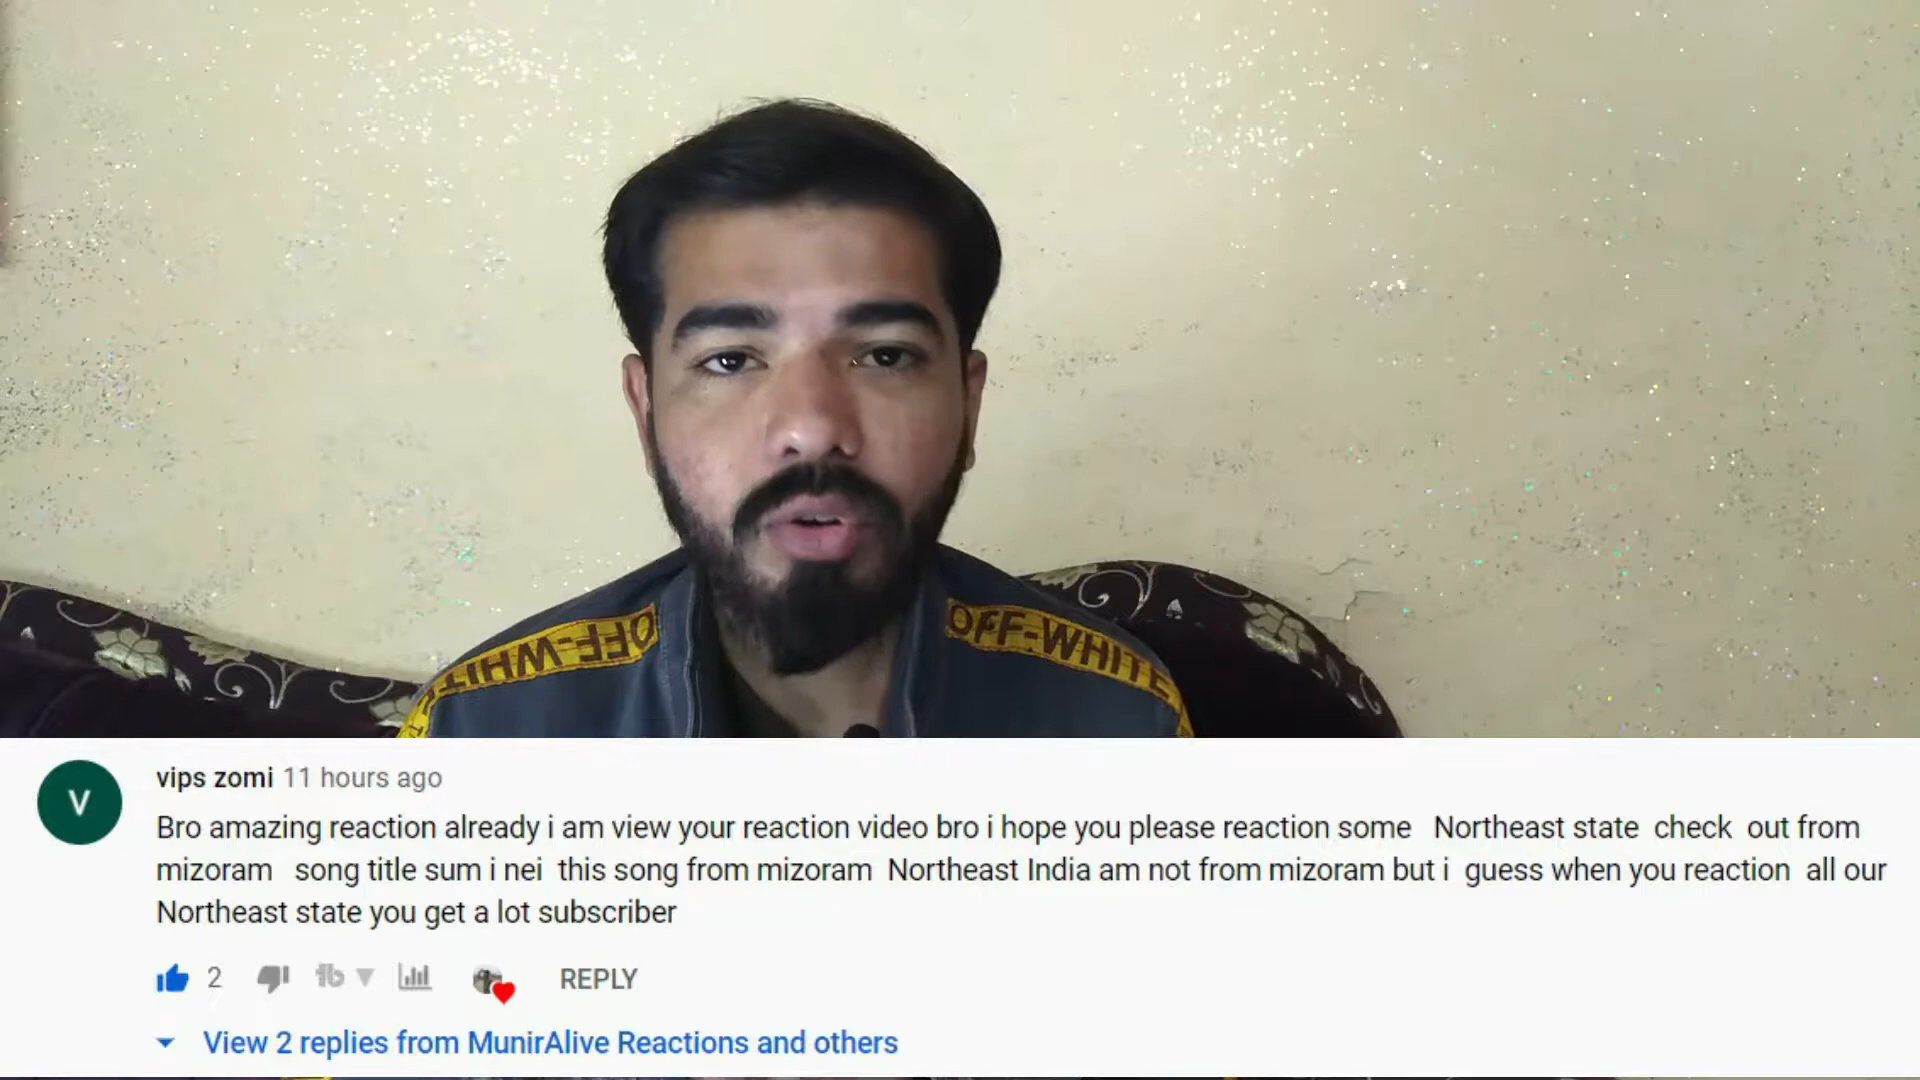 OFF-WHITE
OFF-WHITE
V
vips zomi 11 hours ago
Bro amazing reaction already i am view your reaction video bro i hope you please reaction some Northeast state check out from
mizoram song title sum i nei this song from mizoram Northeast India am not from mizoram but i guess when you reaction all our
Northeast state you get a lot subscriber
2 tb REPLY
View 2 replies from MunirAlive Reactions and others